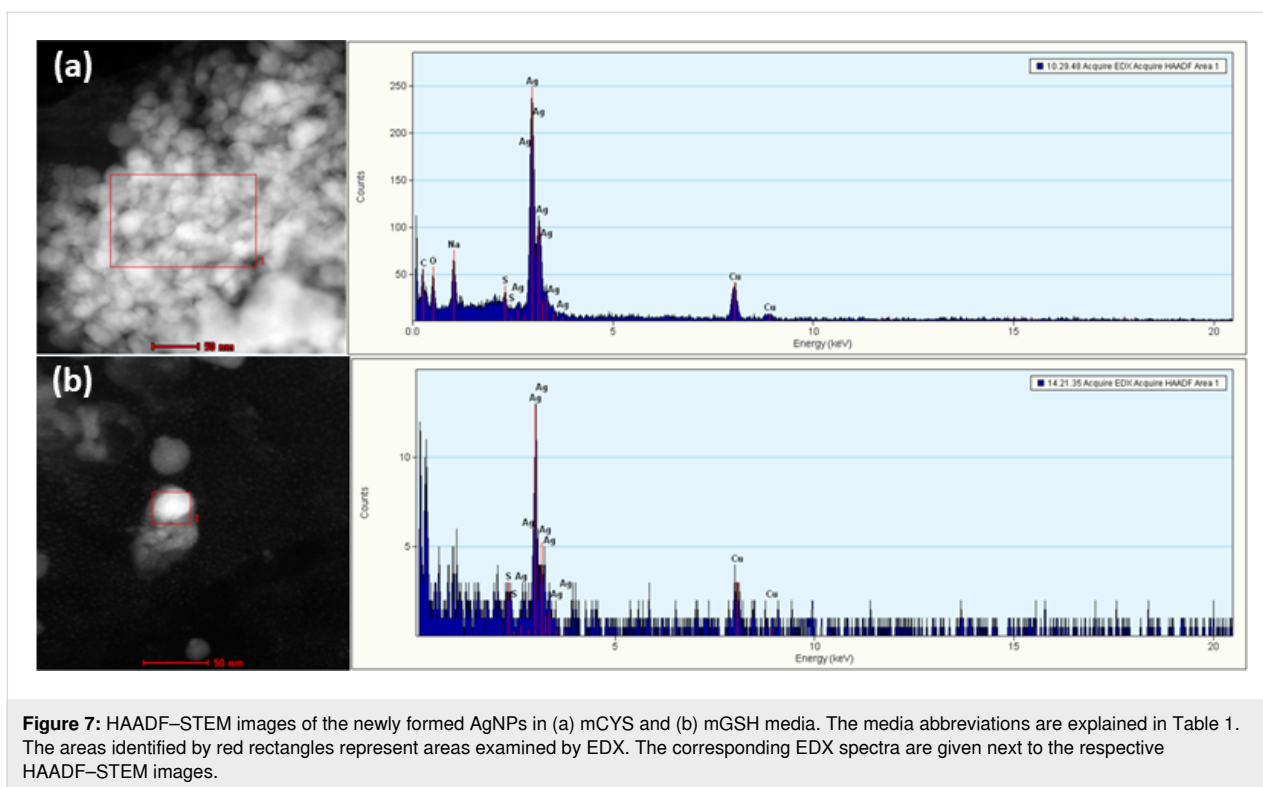 (a)
50 nm
1
10.29.48 Acquire EDX Acquire HAADF Area 1
Counts
250
200
150
100
50
Ag
Ag
Ag
Ag
Ag
C
O
Na
S
S
Ag
Ag
Ag
Cu
Cu
0.0
5
10
15
20
Energy (keV)
(b)
50 nm
1
14.21.35 Acquire EDX Acquire HAADF Area 1
Counts
10
5
Ag
Ag
Ag
Ag
Ag
S
S
Ag
Ag
Ag
Cu
Cu
5
10
15
20
Energy (keV)
Figure 7: HAADF–STEM images of the newly formed AgNPs in (a) mCYS and (b) mGSH media. The media abbreviations are explained in Table 1.
The areas identified by red rectangles represent areas examined by EDX. The corresponding EDX spectra are given next to the respective
HAADF–STEM images.